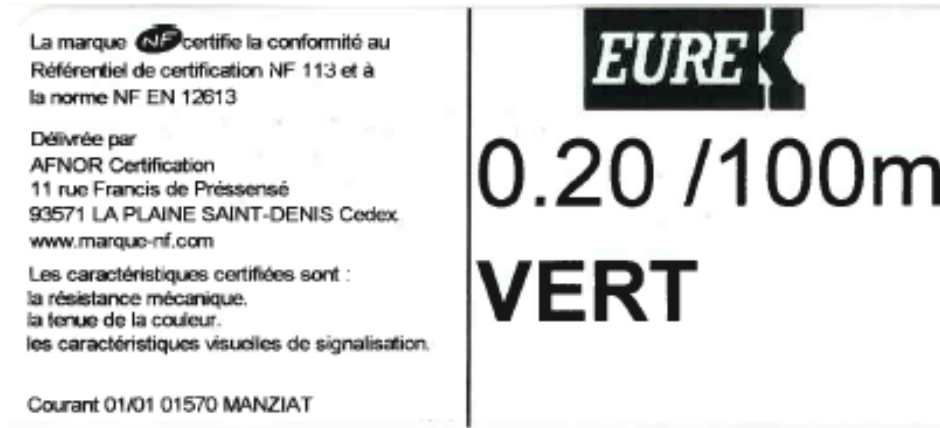 La marque NF certifie la conformité au
Référentiel de certification NF 113 et à
la norme NF EN 12613
Délivrée par
AFNOR Certification
11 rue Francis de Préssensé
93571 LA PLAINE SAINT-DENIS Cedex.
www.marque-nf.com
Les caractéristiques certifiées sont :
la résistance mécanique.
la tenue de la couleur.
les caractéristiques visuelles de signalisation.
Courant 01/01 01570 MANZIAT
EUREK
0.20 /100m
VERT